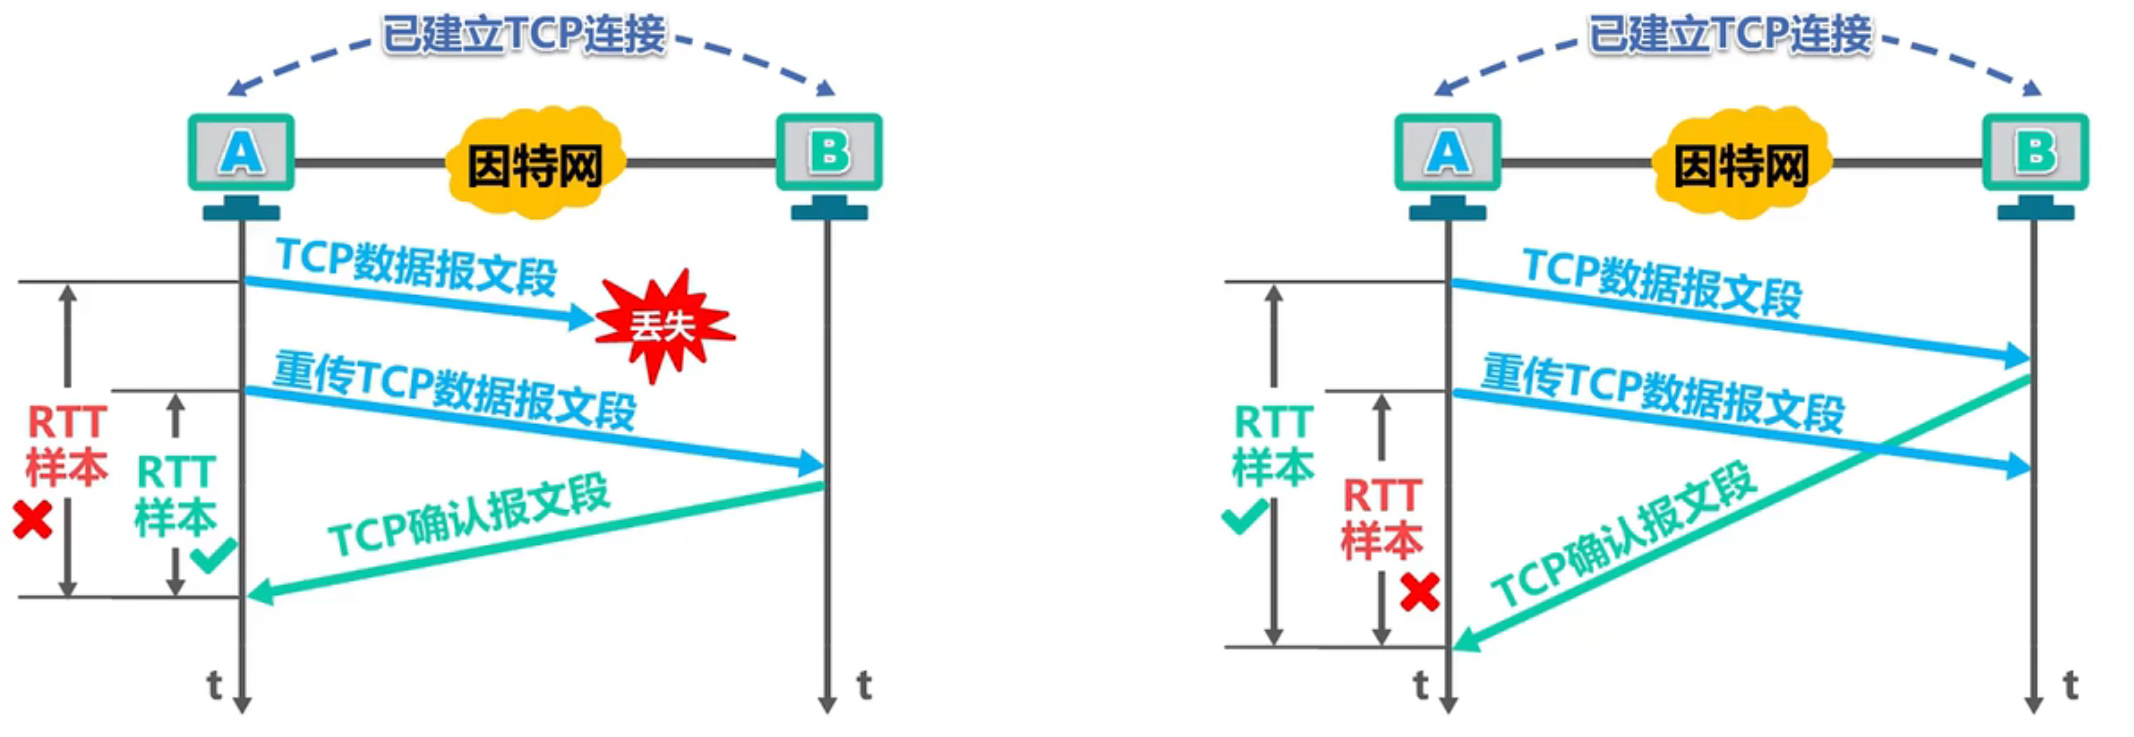 已建立TCP连接
A
因特网
B
TCP数据报文段
丢失
重传TCP数据报文段
RTT
样本
RTT
样本
TCP确认报文段
t
t
已建立TCP连接
A
因特网
B
TCP数据报文段
重传TCP数据报文段
RTT
样本
RTT
样本
TCP确认报文段
t
t